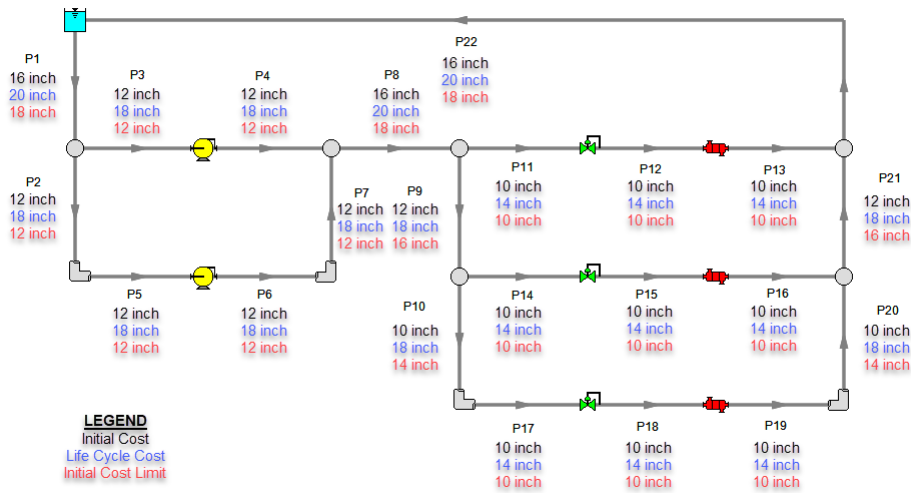 P1
16 inch
20 inch
18 inch
P3
12 inch
18 inch
12 inch
P4
12 inch
18 inch
12 inch
P8
16 inch
20 inch
18 inch
P22
16 inch
20 inch
18 inch
P2
12 inch
18 inch
12 inch
P7
12 inch
18 inch
12 inch
P9
12 inch
18 inch
16 inch
P11
10 inch
14 inch
10 inch
P12
10 inch
14 inch
10 inch
P13
10 inch
14 inch
10 inch
P21
12 inch
18 inch
16 inch
P5
12 inch
18 inch
12 inch
P6
12 inch
18 inch
12 inch
P10
10 inch
18 inch
14 inch
P14
10 inch
14 inch
10 inch
P15
10 inch
14 inch
10 inch
P16
10 inch
14 inch
10 inch
P20
10 inch
18 inch
14 inch
P17
10 inch
14 inch
10 inch
P18
10 inch
14 inch
10 inch
P19
10 inch
14 inch
10 inch
LEGEND
Initial Cost
Life Cycle Cost
Initial Cost Limit